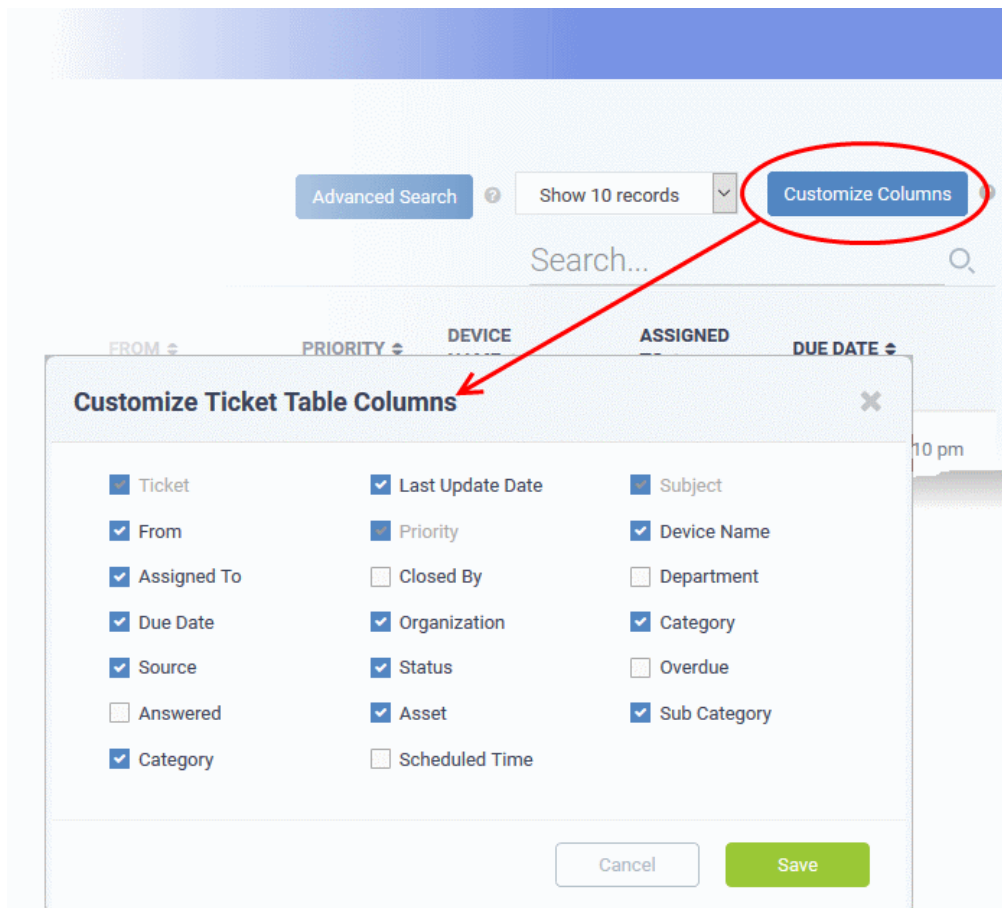 Advanced Search Show 10 records Customize Columns
Search...
FROM PRIORITY DEVICE ASSIGNED DUE DATE
Customize Ticket Table Columns
10 pm
Ticket Last Update Date Subject
From Priority Device Name
Assigned To Closed By Department
Due Date Organization Category
Source Status Overdue
Answered Asset Sub Category
Category Scheduled Time
Cancel Save